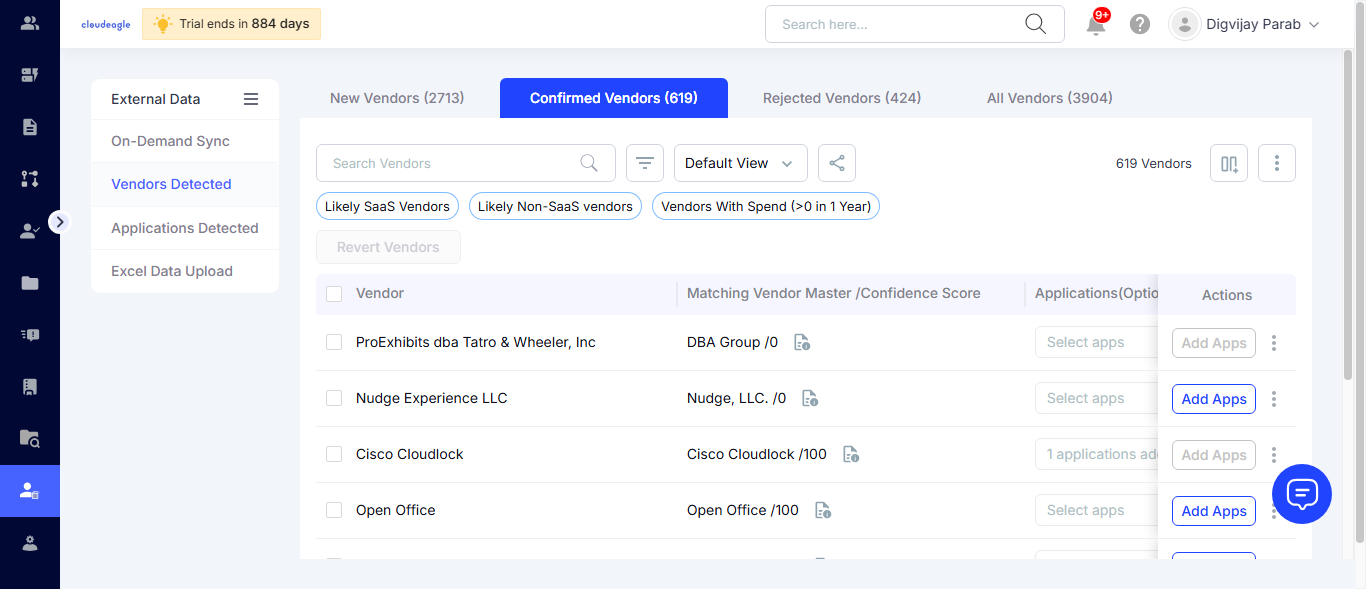 cloudeagle
Trial ends in 884 days
Search here...
9+
Digvijay Parab
External Data
On-Demand Sync
Vendors Detected
Applications Detected
Excel Data Upload
New Vendors (2713)
Confirmed Vendors (619)
Rejected Vendors (424)
All Vendors (3904)
Search Vendors
Default View
619 Vendors
Likely SaaS Vendors
Likely Non-SaaS vendors
Vendors With Spend (>0 in 1 Year)
Revert Vendors
Vendor
Matching Vendor Master /Confidence Score
Applications(Optio
Actions
ProExhibits dba Tatro & Wheeler, Inc
DBA Group /0
Select apps
Add Apps
Nudge Experience LLC
Nudge, LLC. /0
Select apps
Add Apps
Cisco Cloudlock
Cisco Cloudlock /100
1 applications ad
Add Apps
Open Office
Open Office /100
Select apps
Add Apps